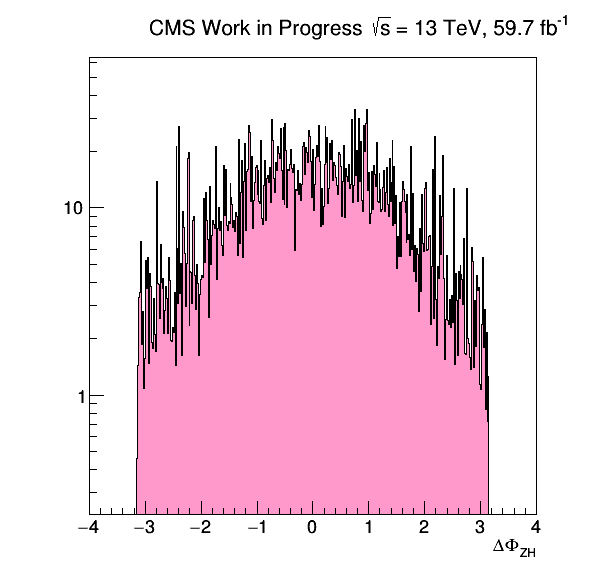 CMS Work in Progress √s = 13 TeV, 59.7 fb⁻¹
10
1
−4 −3 −2 −1 0 1 2 3 4
ΔΦ_ZH